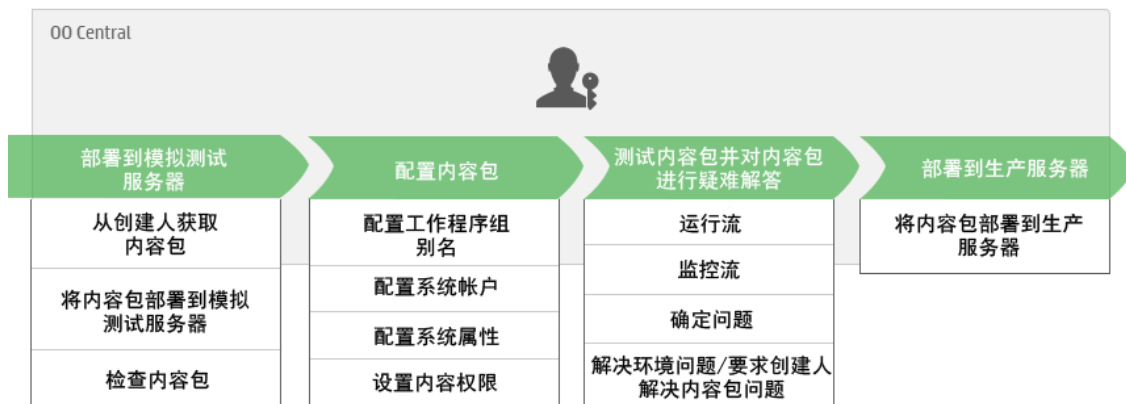 OO Central
部署到模拟测试
服务器
配置内容包
测试内容包并对内容包
进行疑难解答
部署到生产服务器
从创建人获取
内容包
将内容包部署到模拟
测试服务器
检查内容包
配置工作程序组
别名
配置系统帐户
配置系统属性
设置内容权限
运行流
监控流
确定问题
解决环境问题/要求创建人
解决内容包问题
将内容包部署到生产
服务器